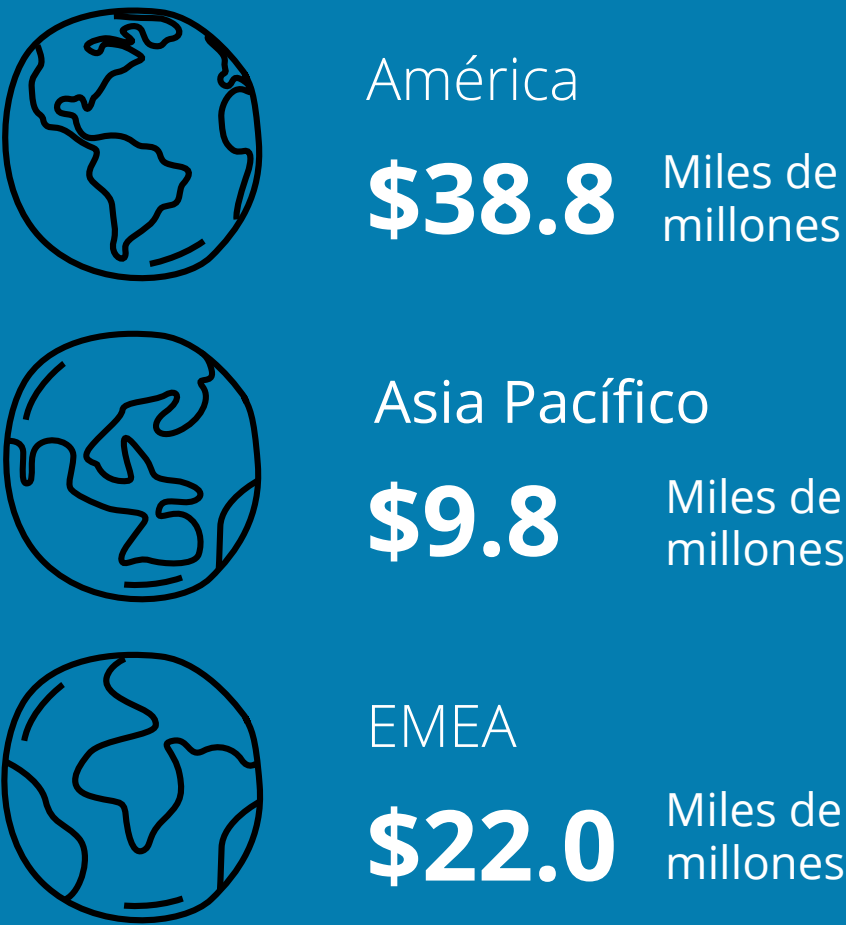 América
$38.8
Miles de
millones
Asia Pacífico
$9.8
Miles de
millones
EMEA
$22.0
Miles de
millones